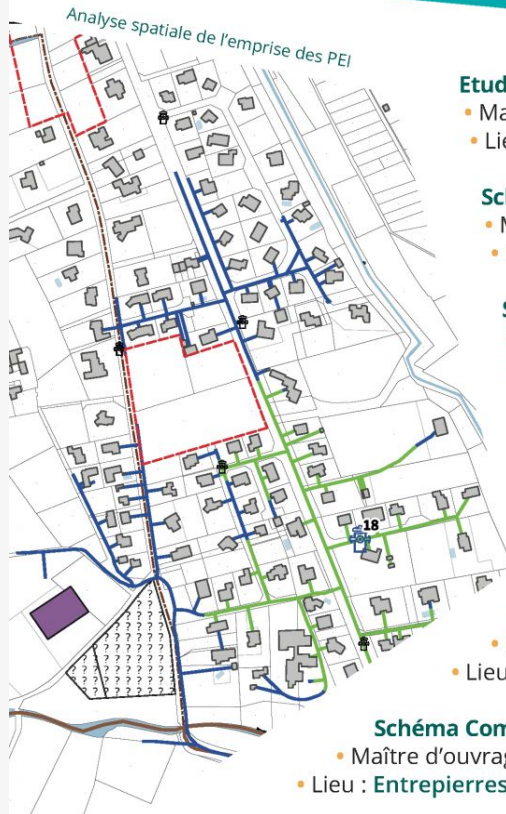 Analyse spatiale de l'emprise des PEI
Etud
• Ma
• Lie
Sch
• M
•
S
18
? ? ? ? ? ? ?
•
• Lieu
Schéma Com
• Maître d'ouvrag
• Lieu : Entrepierres